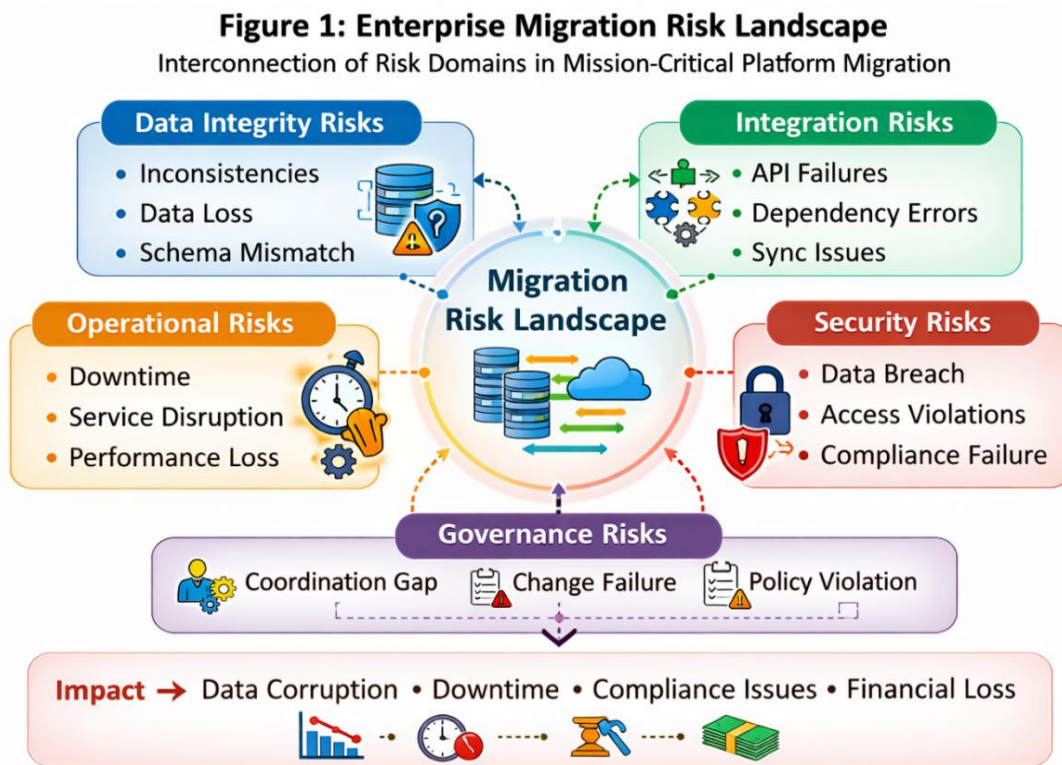 Figure 1: Enterprise Migration Risk Landscape
Interconnection of Risk Domains in Mission-Critical Platform Migration
Data Integrity Risks
• Inconsistencies
• Data Loss
• Schema Mismatch
Integration Risks
• API Failures
• Dependency Errors
• Sync Issues
Migration
Risk Landscape
Operational Risks
• Downtime
• Service Disruption
• Performance Loss
Security Risks
• Data Breach
• Access Violations
• Compliance Failure
Governance Risks
Coordination Gap
Change Failure
Policy Violation
Impact → Data Corruption • Downtime • Compliance Issues • Financial Loss